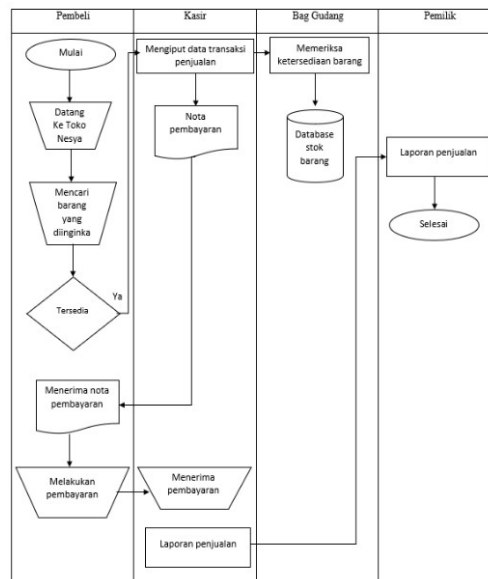 Pembeli
Kasir
Bag Gudang
Pemilik
Mulai
Mengiput data transaksi
penjualan
Memeriksa
ketersediaan barang
Datang
Ke Toko
Nesya
Nota
pembayaran
Database
stok
barang
Laporan penjualan
Mencari
barang
yang
diinginka
Selesai
Tersedia
Ya
Menerima nota
pembayaran
Melakukan
pembayaran
Menerima
pembayaran
Laporan penjualan